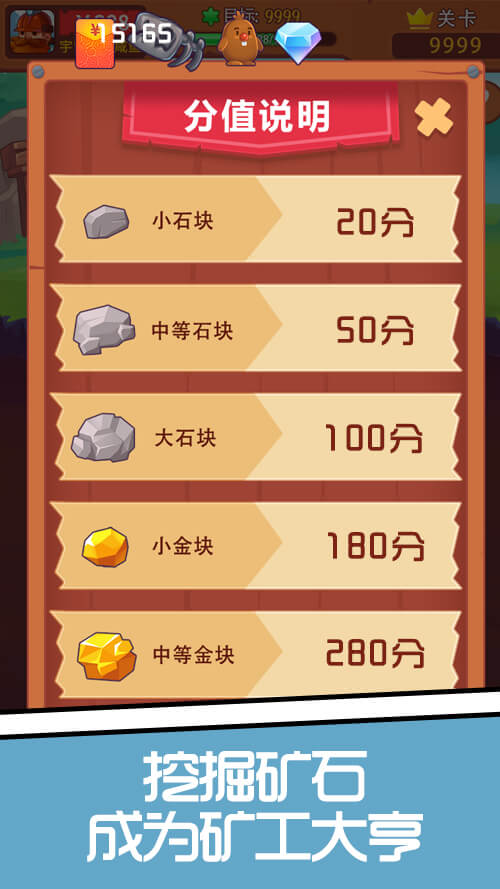 目标: 9999
关卡
¥15165
9999
分值说明
小石块 20分
中等石块 50分
大石块 100分
小金块 180分
中等金块 280分
挖掘矿石
成为矿工大亨